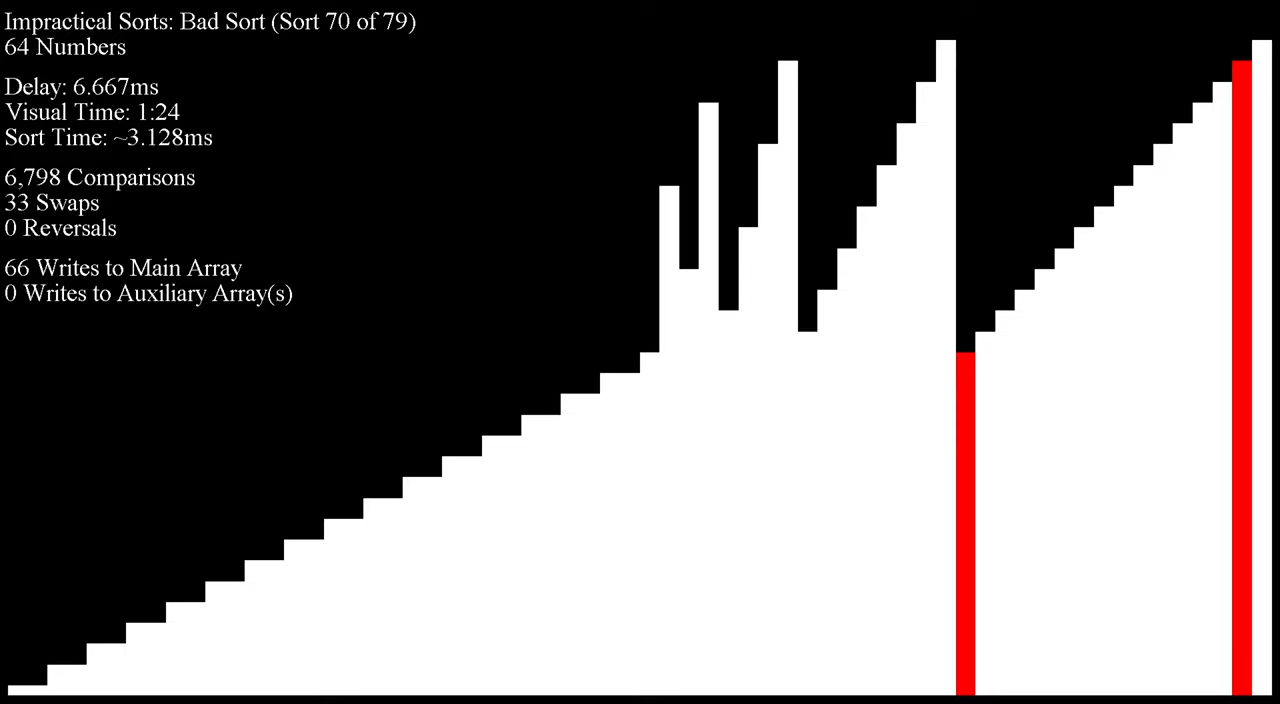 Impractical Sorts: Bad Sort (Sort 70 of 79)
64 Numbers
Delay: 6.667ms
Visual Time: 1:24
Sort Time: ~3.128ms
6,798 Comparisons
33 Swaps
0 Reversals
66 Writes to Main Array
0 Writes to Auxiliary Array(s)